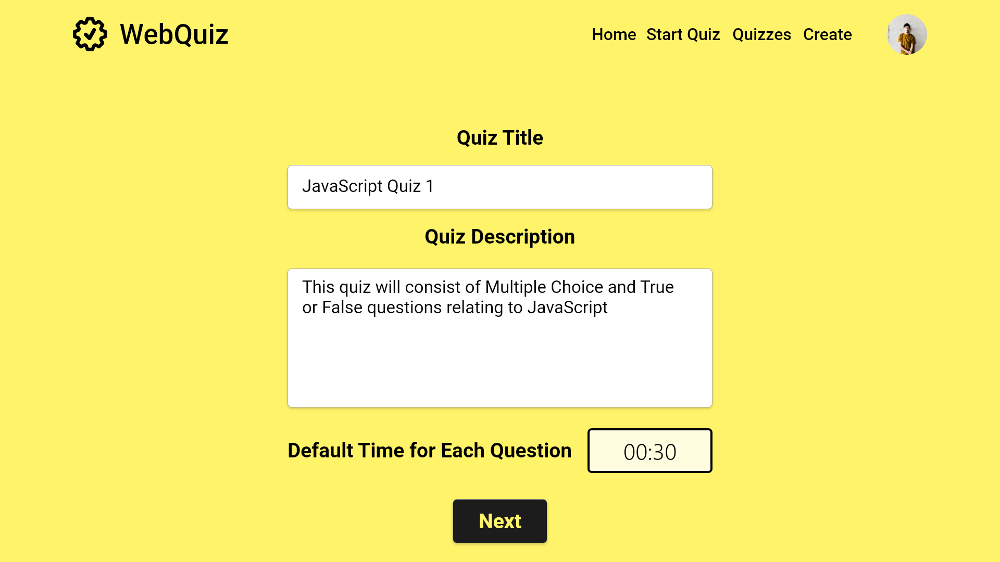 WebQuiz
Home Start Quiz Quizzes Create
Quiz Title
JavaScript Quiz 1
Quiz Description
This quiz will consist of Multiple Choice and True
or False questions relating to JavaScript
Default Time for Each Question 00:30
Next